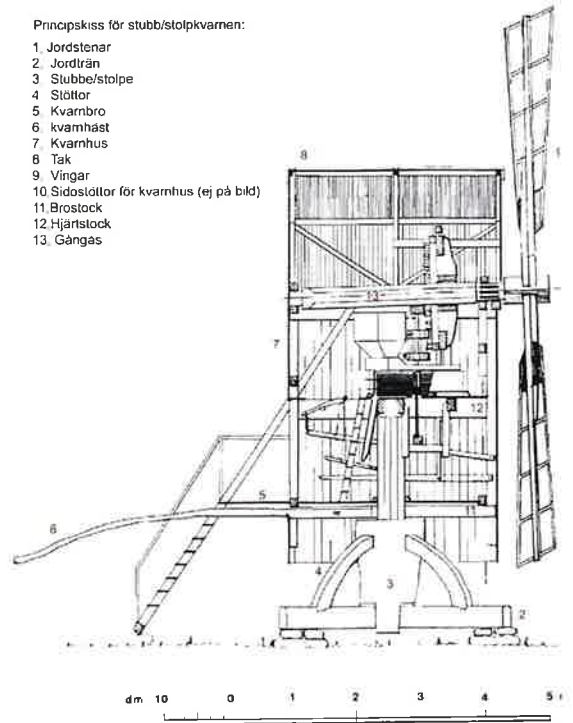 Principskiss för stubb/stolpkvarnen:
1. Jordstenar
2. Jordträn
3. Stubbe/stolpe
4 Stöttor
5 Kvarnbro
6 kvarnhäst
7. Kvarnhus
8 Tak
9. Vingar
10. Sidostöttor för kvarnhus (ej på bild)
11. Brostock
12. Hjärtstock
13. Gångås
8
13
7
12
5
6
4
3
2
dm 10 0 1 2 3 4 5